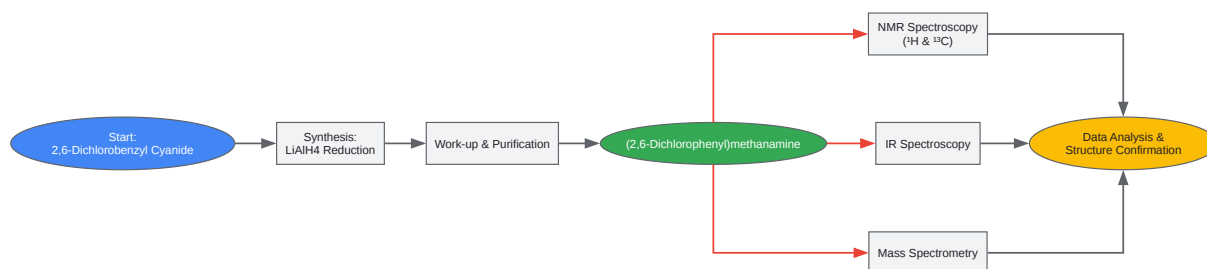 Start:
2,6-Dichlorobenzyl Cyanide
Synthesis:
LiAlH4 Reduction
Work-up & Purification
(2,6-Dichlorophenyl)methanamine
NMR Spectroscopy
(¹H & ¹³C)
IR Spectroscopy
Mass Spectrometry
Data Analysis &
Structure Confirmation